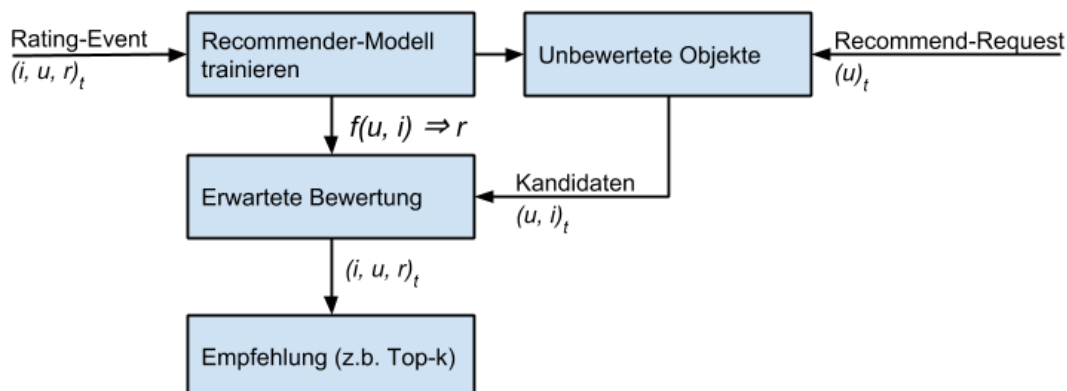 Rating-Event
(i, u, r)t
Recommender-Modell
trainieren
Unbewertete Objekte
Recommend-Request
(u)t
f(u, i) ⇒ r
Erwartete Bewertung
Kandidaten
(u, i)t
(i, u, r)t
Empfehlung (z.b. Top-k)